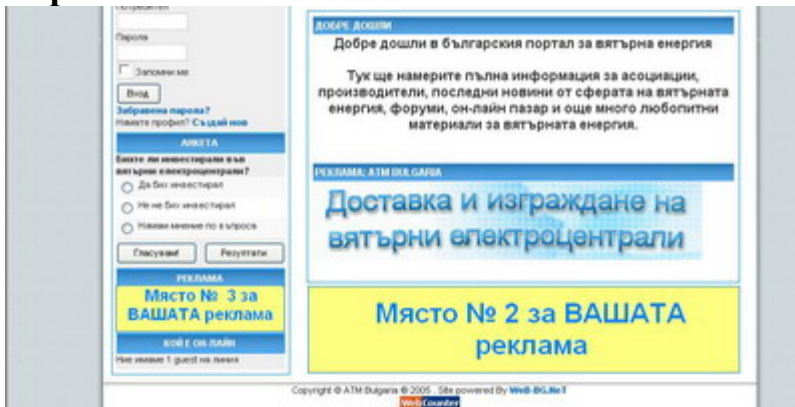 Потребител
Парола
Запомни ме
Вход
Забравена парола?
Нямате профил? Създай нов
АНКЕТА
Бихте ли инвестирали във
вятърни електроцентрали?
Да бих инвестирал
Не не бих инвестирал
Нямам мнение по въпроса
Гласувам!
Резултати
РЕКЛАМА
Място № 3 за
ВАШАТА реклама
КОЙ Е ОН-ЛАЙН
Ние имаме 1 guest на линия
ДОБРЕ ДОШЛИ
Добре дошли в българския портал за вятърна енергия
Тук ще намерите пълна информация за асоциации,
производители, последни новини от сферата на вятърната
енергия, форуми, он-лайн пазар и още много любопитни
материали за вятърната енергия.
РЕКЛАМА: ATM BULGARIA
Доставка и изграждане на
вятърни електроцентрали
Място № 2 за ВАШАТА
реклама
Copyright © ATM Bulgaria ® 2005 . Site powered By WeB-BG.NeT
Web Counter